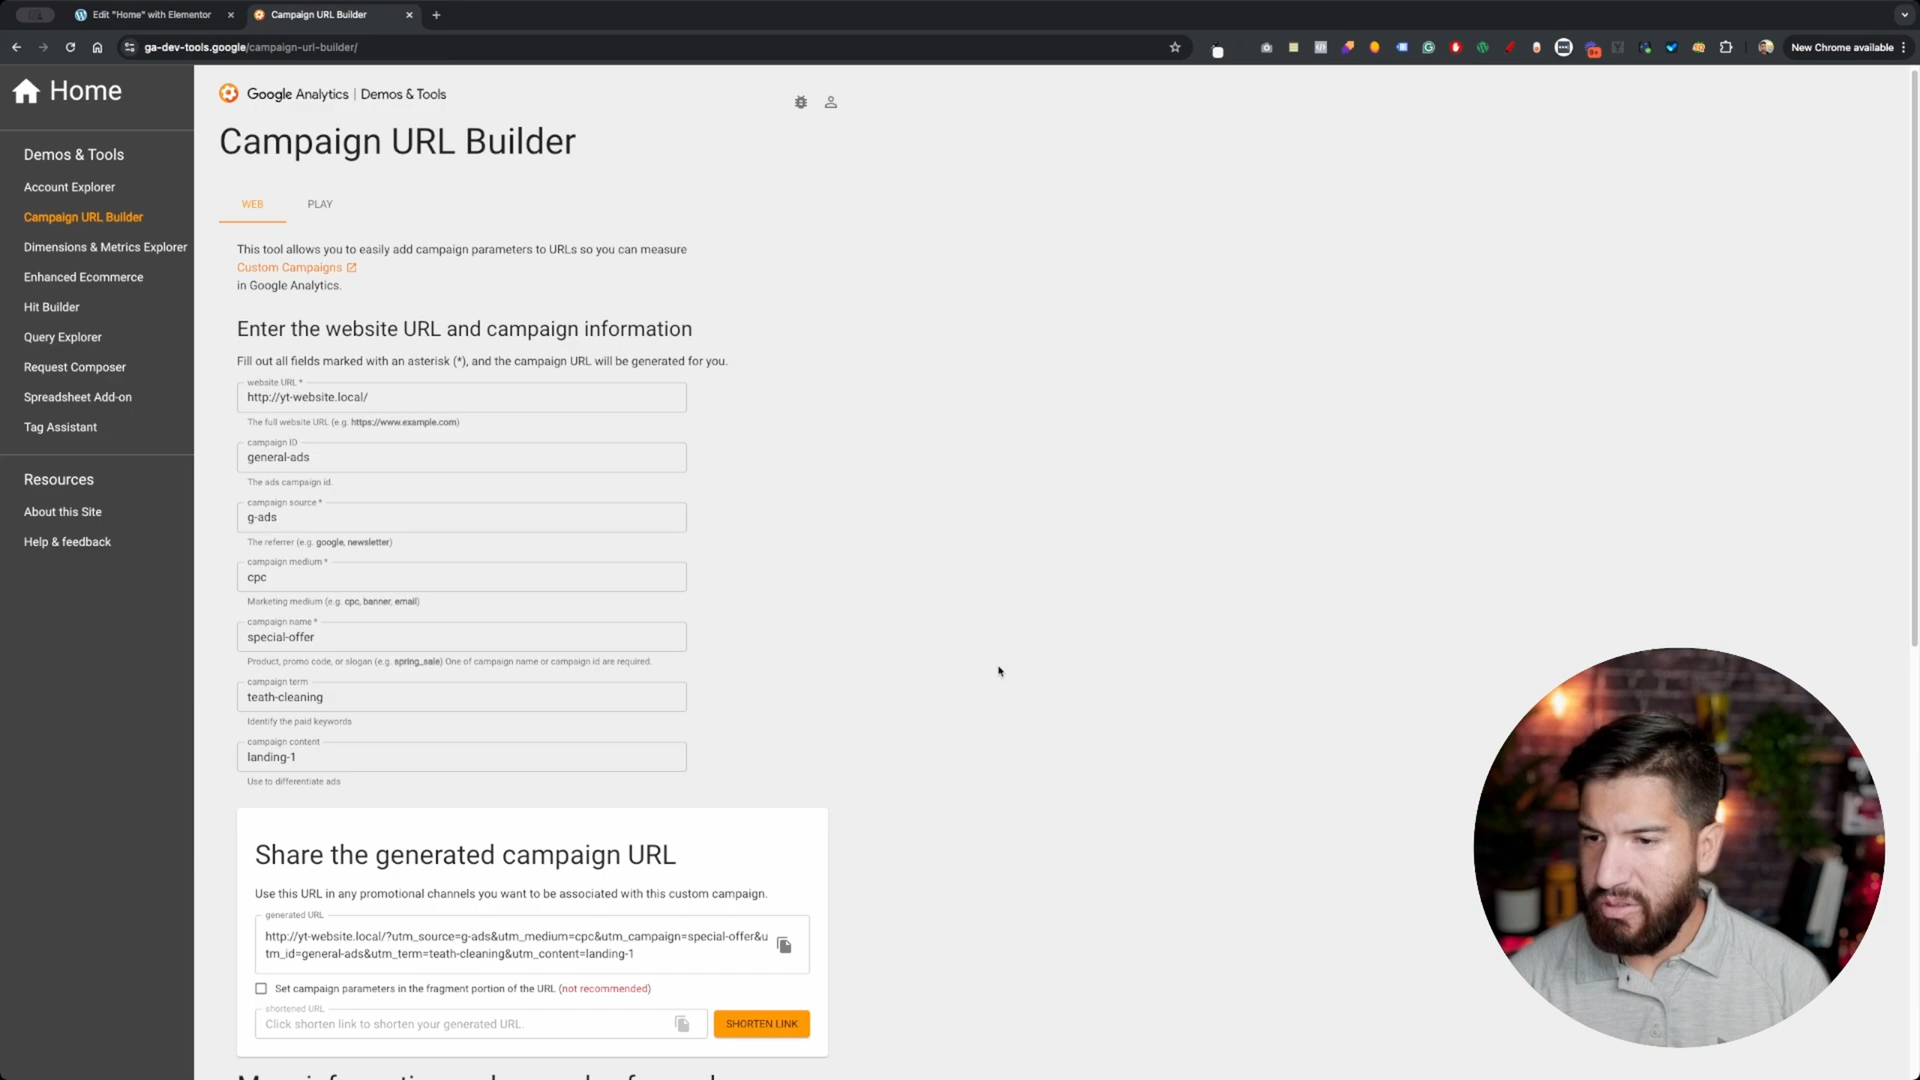 Edit "Home" with Elementor
Campaign URL Builder
ga-dev-tools.google/campaign-url-builder/
New Chrome available
Home
Demos & Tools
Account Explorer
Campaign URL Builder
Dimensions & Metrics Explorer
Enhanced Ecommerce
Hit Builder
Query Explorer
Request Composer
Spreadsheet Add-on
Tag Assistant
Resources
About this Site
Help & feedback
Google Analytics | Demos & Tools
Campaign URL Builder
WEB
PLAY
This tool allows you to easily add campaign parameters to URLs so you can measure
Custom Campaigns
in Google Analytics.
Enter the website URL and campaign information
Fill out all fields marked with an asterisk (*), and the campaign URL will be generated for you.
website URL *
http://yt-website.local/
The full website URL (e.g. https://www.example.com)
campaign ID
general-ads
The ads campaign id.
campaign source *
g-ads
The referrer (e.g. google, newsletter)
campaign medium *
cpc
Marketing medium (e.g. cpc, banner, email)
campaign name *
special-offer
Product, promo code, or slogan (e.g. spring_sale) One of campaign name or campaign id are required.
campaign term
teath-cleaning
Identify the paid keywords
campaign content
landing-1
Use to differentiate ads
Share the generated campaign URL
Use this URL in any promotional channels you want to be associated with this custom campaign.
generated URL
http://yt-website.local/?utm_source=g-ads&utm_medium=cpc&utm_campaign=special-offer&u
tm_id=general-ads&utm_term=teath-cleaning&utm_content=landing-1
Set campaign parameters in the fragment portion of the URL (not recommended)
shortened URL
Click shorten link to shorten your generated URL.
SHORTEN LINK